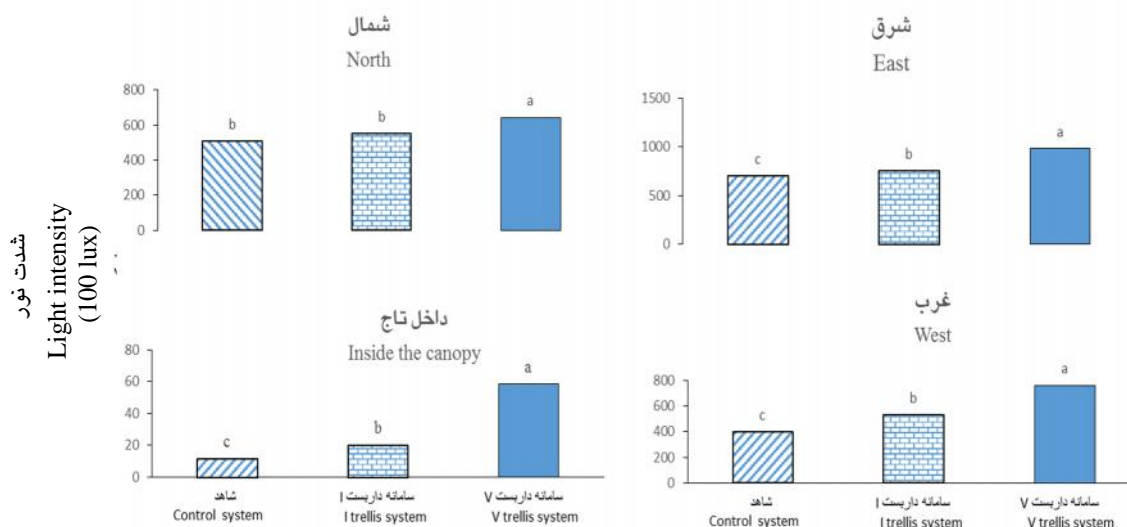 شدت نور
Light intensity
(100 lux)
شمال
North
800
600
400
200
0
b
b
a
شرق
East
1500
1000
500
0
c
b
a
داخل تاج
Inside the canopy
80
60
40
20
0
c
b
a
شاهد
Control system
سامانه داربست I
I trellis system
سامانه داربست V
V trellis system
غرب
West
800
600
400
200
0
c
b
a
شاهد
Control system
سامانه داربست I
I trellis system
سامانه داربست V
V trellis system